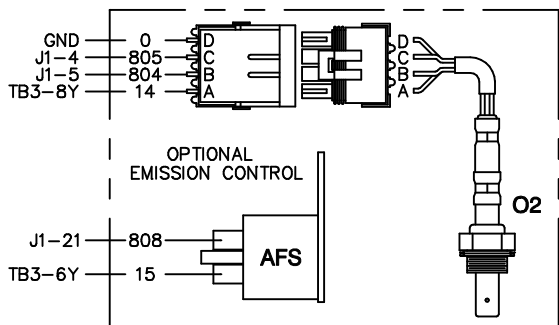 GND 0 D D
J1-4 805 C C
J1-5 804 B B
TB3-8Y 14 A A
OPTIONAL
EMISSION CONTROL
O2
J1-21 808
AFS
TB3-6Y 15